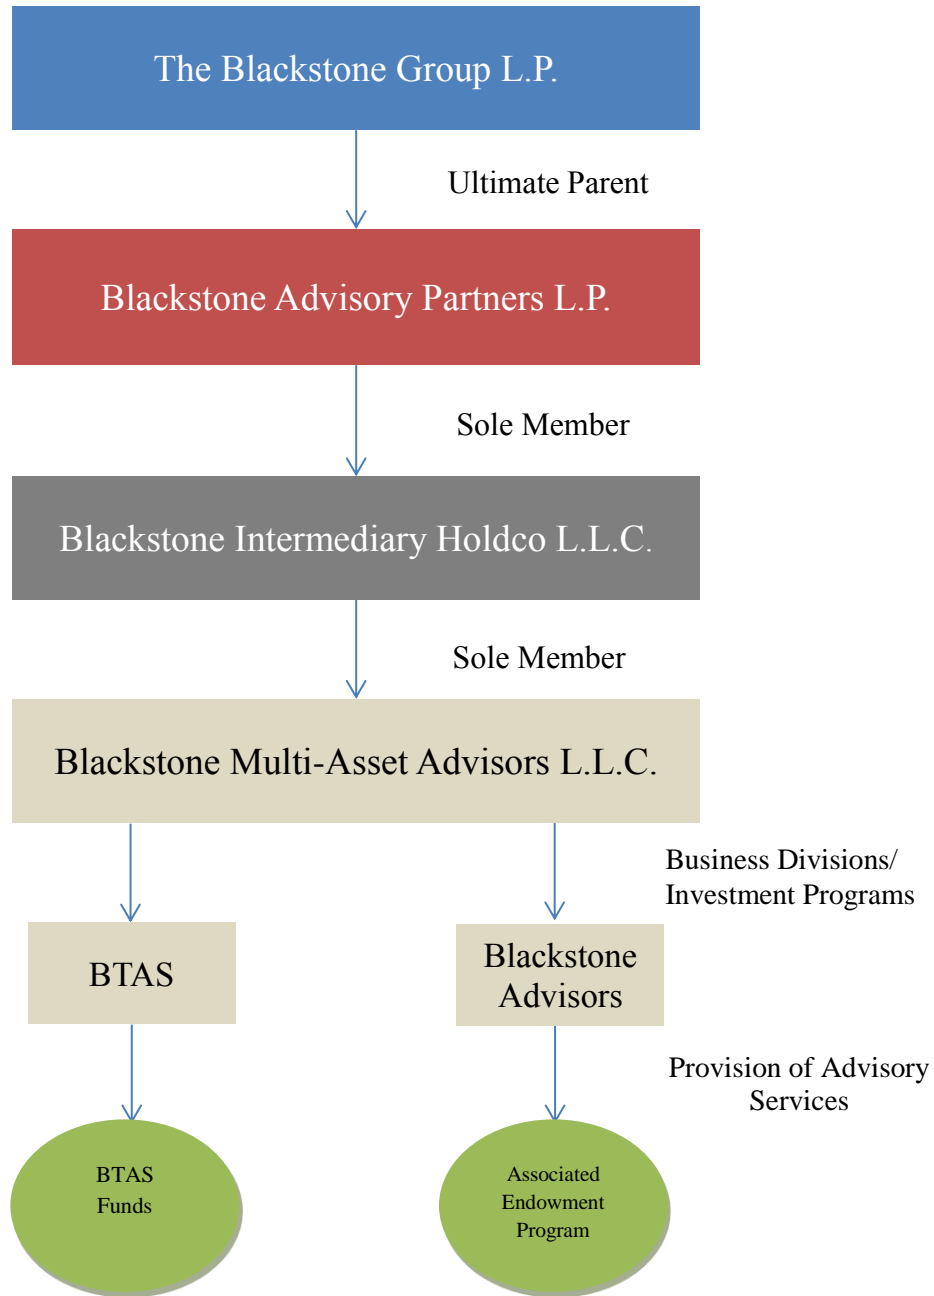 The Blackstone Group L.P.
Ultimate Parent
Blackstone Advisory Partners L.P.
Sole Member
Blackstone Intermediary Holdco L.L.C.
Sole Member
Blackstone Multi-Asset Advisors L.L.C.
Business Divisions/
Investment Programs
BTAS
Blackstone
Advisors
Provision of Advisory
Services
BTAS
Funds
Associated
Endowment
Program